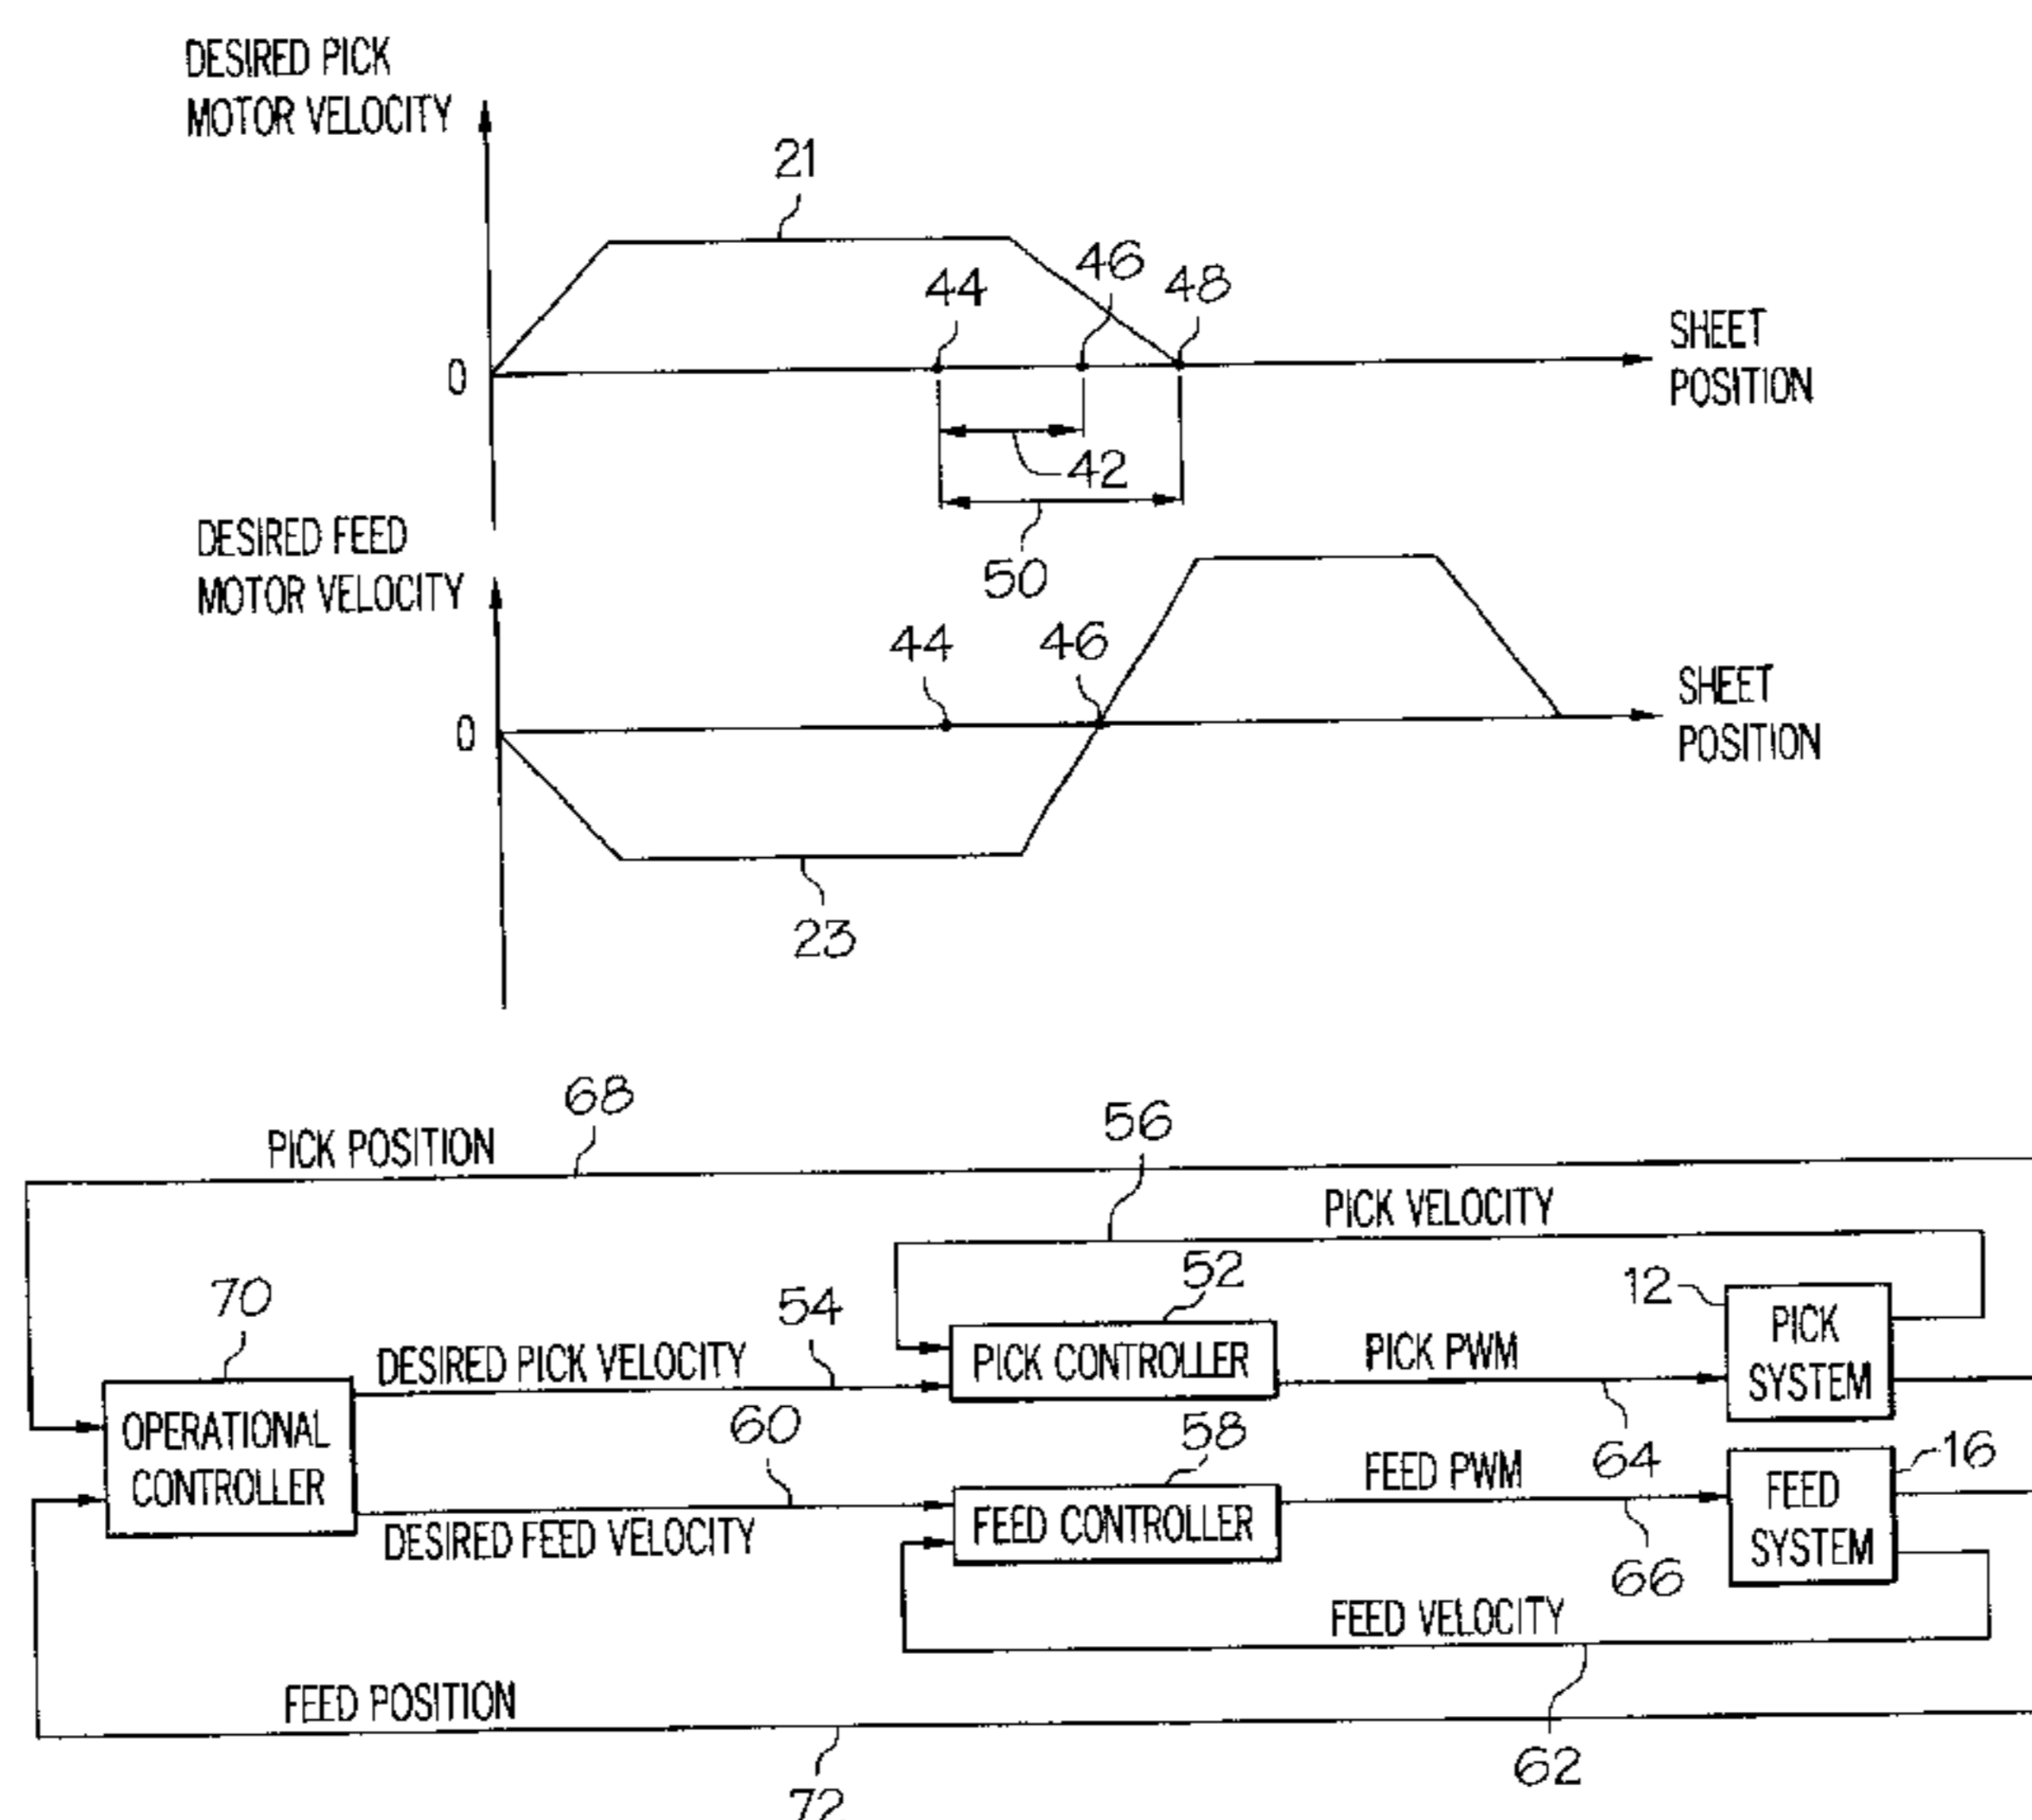 DESIRED PICK
MOTOR VELOCITY
21
44
46
48
SHEET
POSITION
0
42
50
DESIRED FEED
MOTOR VELOCITY
44
46
SHEET
POSITION
0
23
68
PICK POSITION
56
PICK VELOCITY
70
54
52
12
PICK
SYSTEM
DESIRED PICK VELOCITY
PICK CONTROLLER
PICK PWM
OPERATIONAL
CONTROLLER
60
58
64
16
FEED PWM
FEED
SYSTEM
DESIRED FEED VELOCITY
FEED CONTROLLER
66
FEED VELOCITY
FEED POSITION
62
72